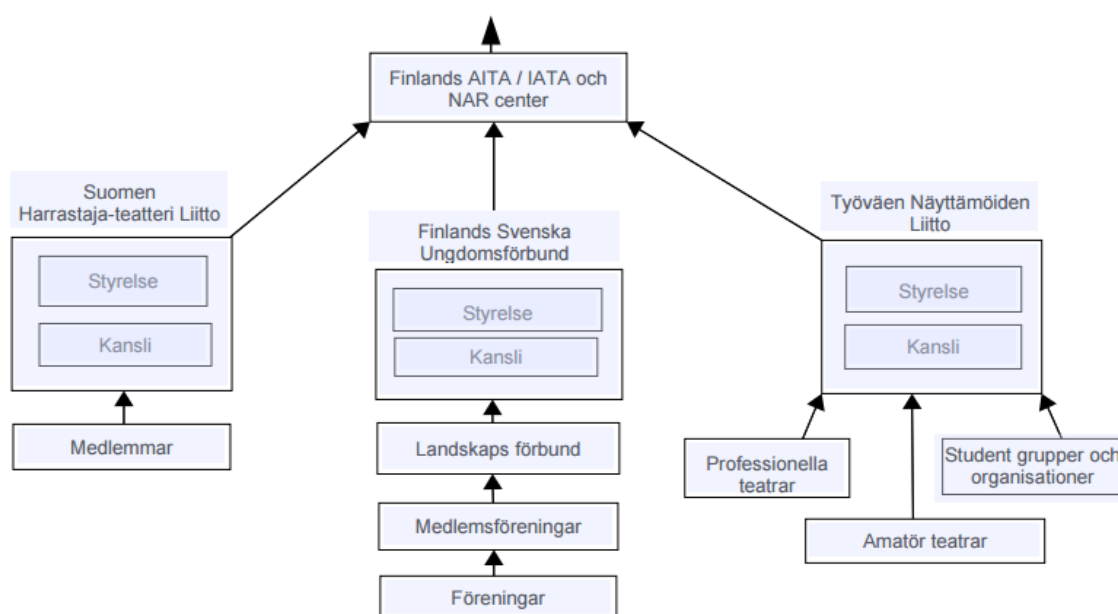 Finlands AITA / IATA och
NAR center
Suomen
Harrastaja-teatteri Liitto
Styrelse
Kansli
Medlemmar
Finlands Svenska
Ungdomsförbund
Styrelse
Kansli
Landskaps förbund
Medlemsföreningar
Föreningar
Työväen Näyttämöiden
Liitto
Styrelse
Kansli
Professionella
teatrar
Student grupper och
organisationer
Amatör teatrar